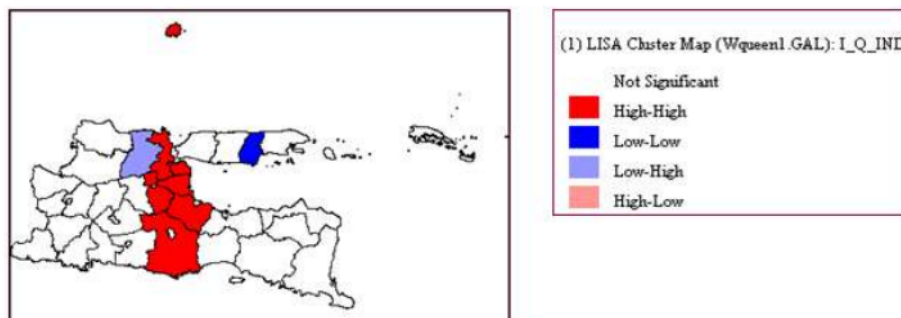 (1) LISA Cluster Map (Wqueen1.GAL): I_Q_IND
Not Significant
High-High
Low-Low
Low-High
High-Low